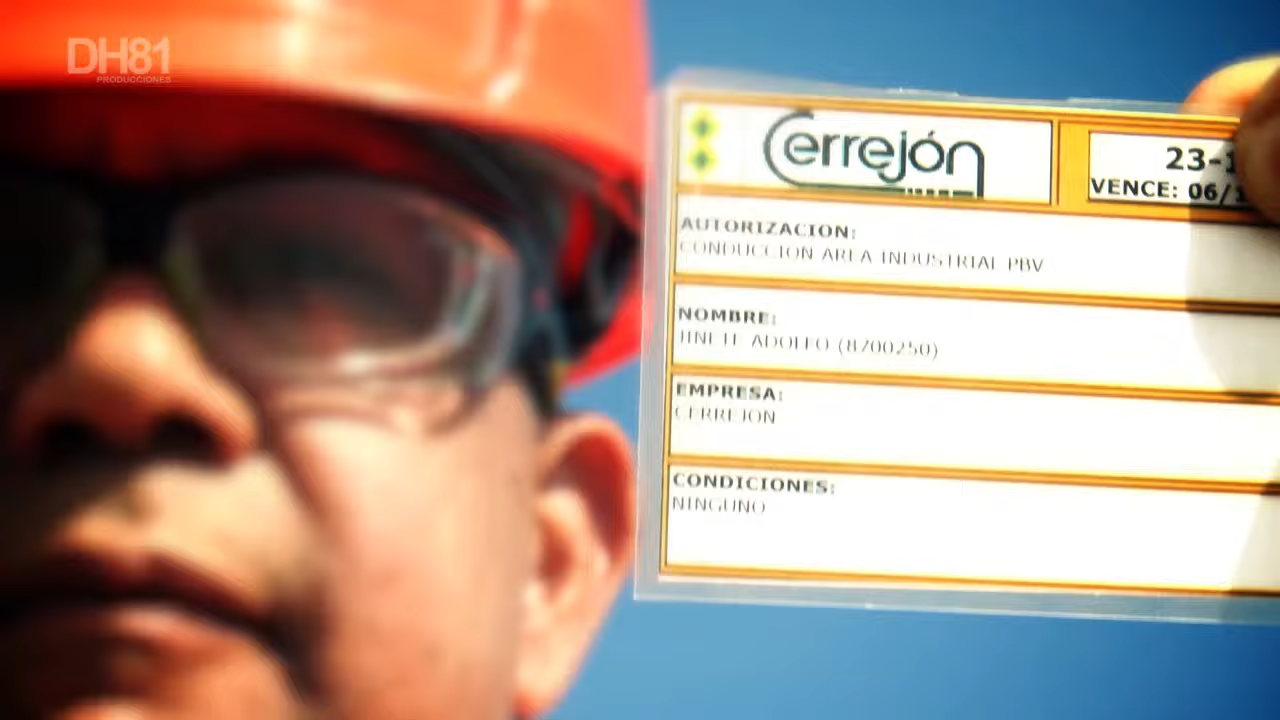 DH81
PRODUCCIONES
Cerrejón
23-1
VENCE: 06/1
AUTORIZACION:
CONDUCCION AREA INDUSTRIAL PBV
NOMBRE:
JINETE ADOLFO (8700250)
EMPRESA:
CERREJON
CONDICIONES:
NINGUNO